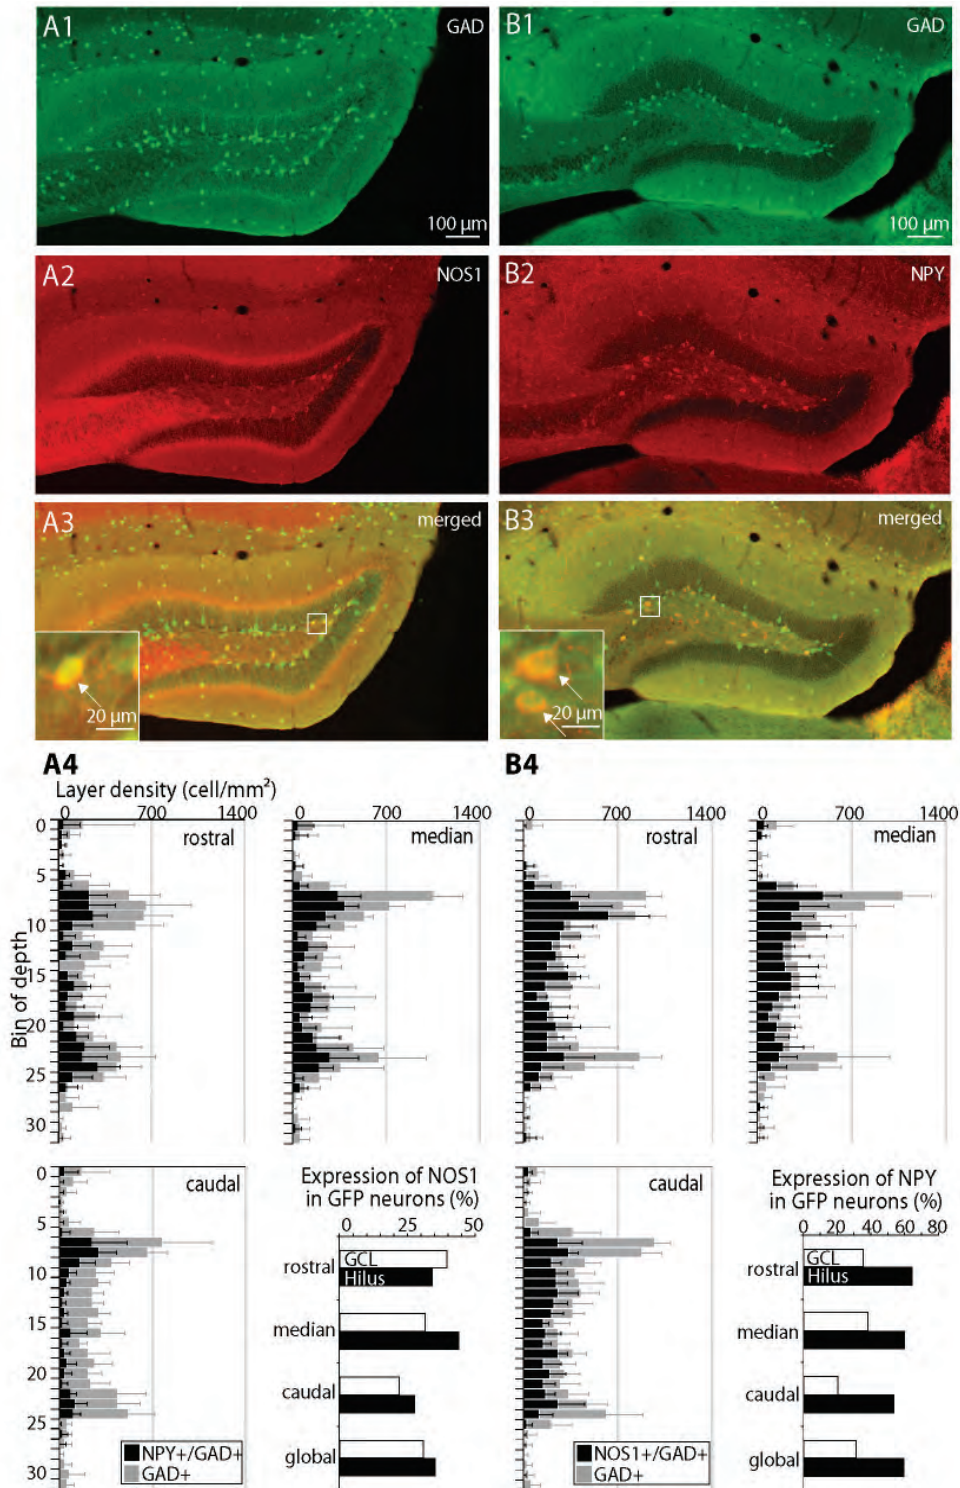 A1
GAD
100 µm
B1
GAD
100 µm
A2
NOS1
B2
NPY
A3
merged
20 µm
B3
merged
20 µm
A4
Layer density (cell/mm²)
0 700 1400
rostral
0 700 1400
median
Bin of depth
0
5
10
15
20
25
30
B4
0 700 1400
rostral
0 700 1400
median
0
5
10
15
20
25
30
caudal
NPY+/GAD+
GAD+
Expression of NOS1
in GFP neurons (%)
0 25 50
rostral
GCL
Hilus
median
caudal
global
caudal
NOS1+/GAD+
GAD+
Expression of NPY
in GFP neurons (%)
0 20 40 60 80
rostral
GCL
Hilus
median
caudal
global